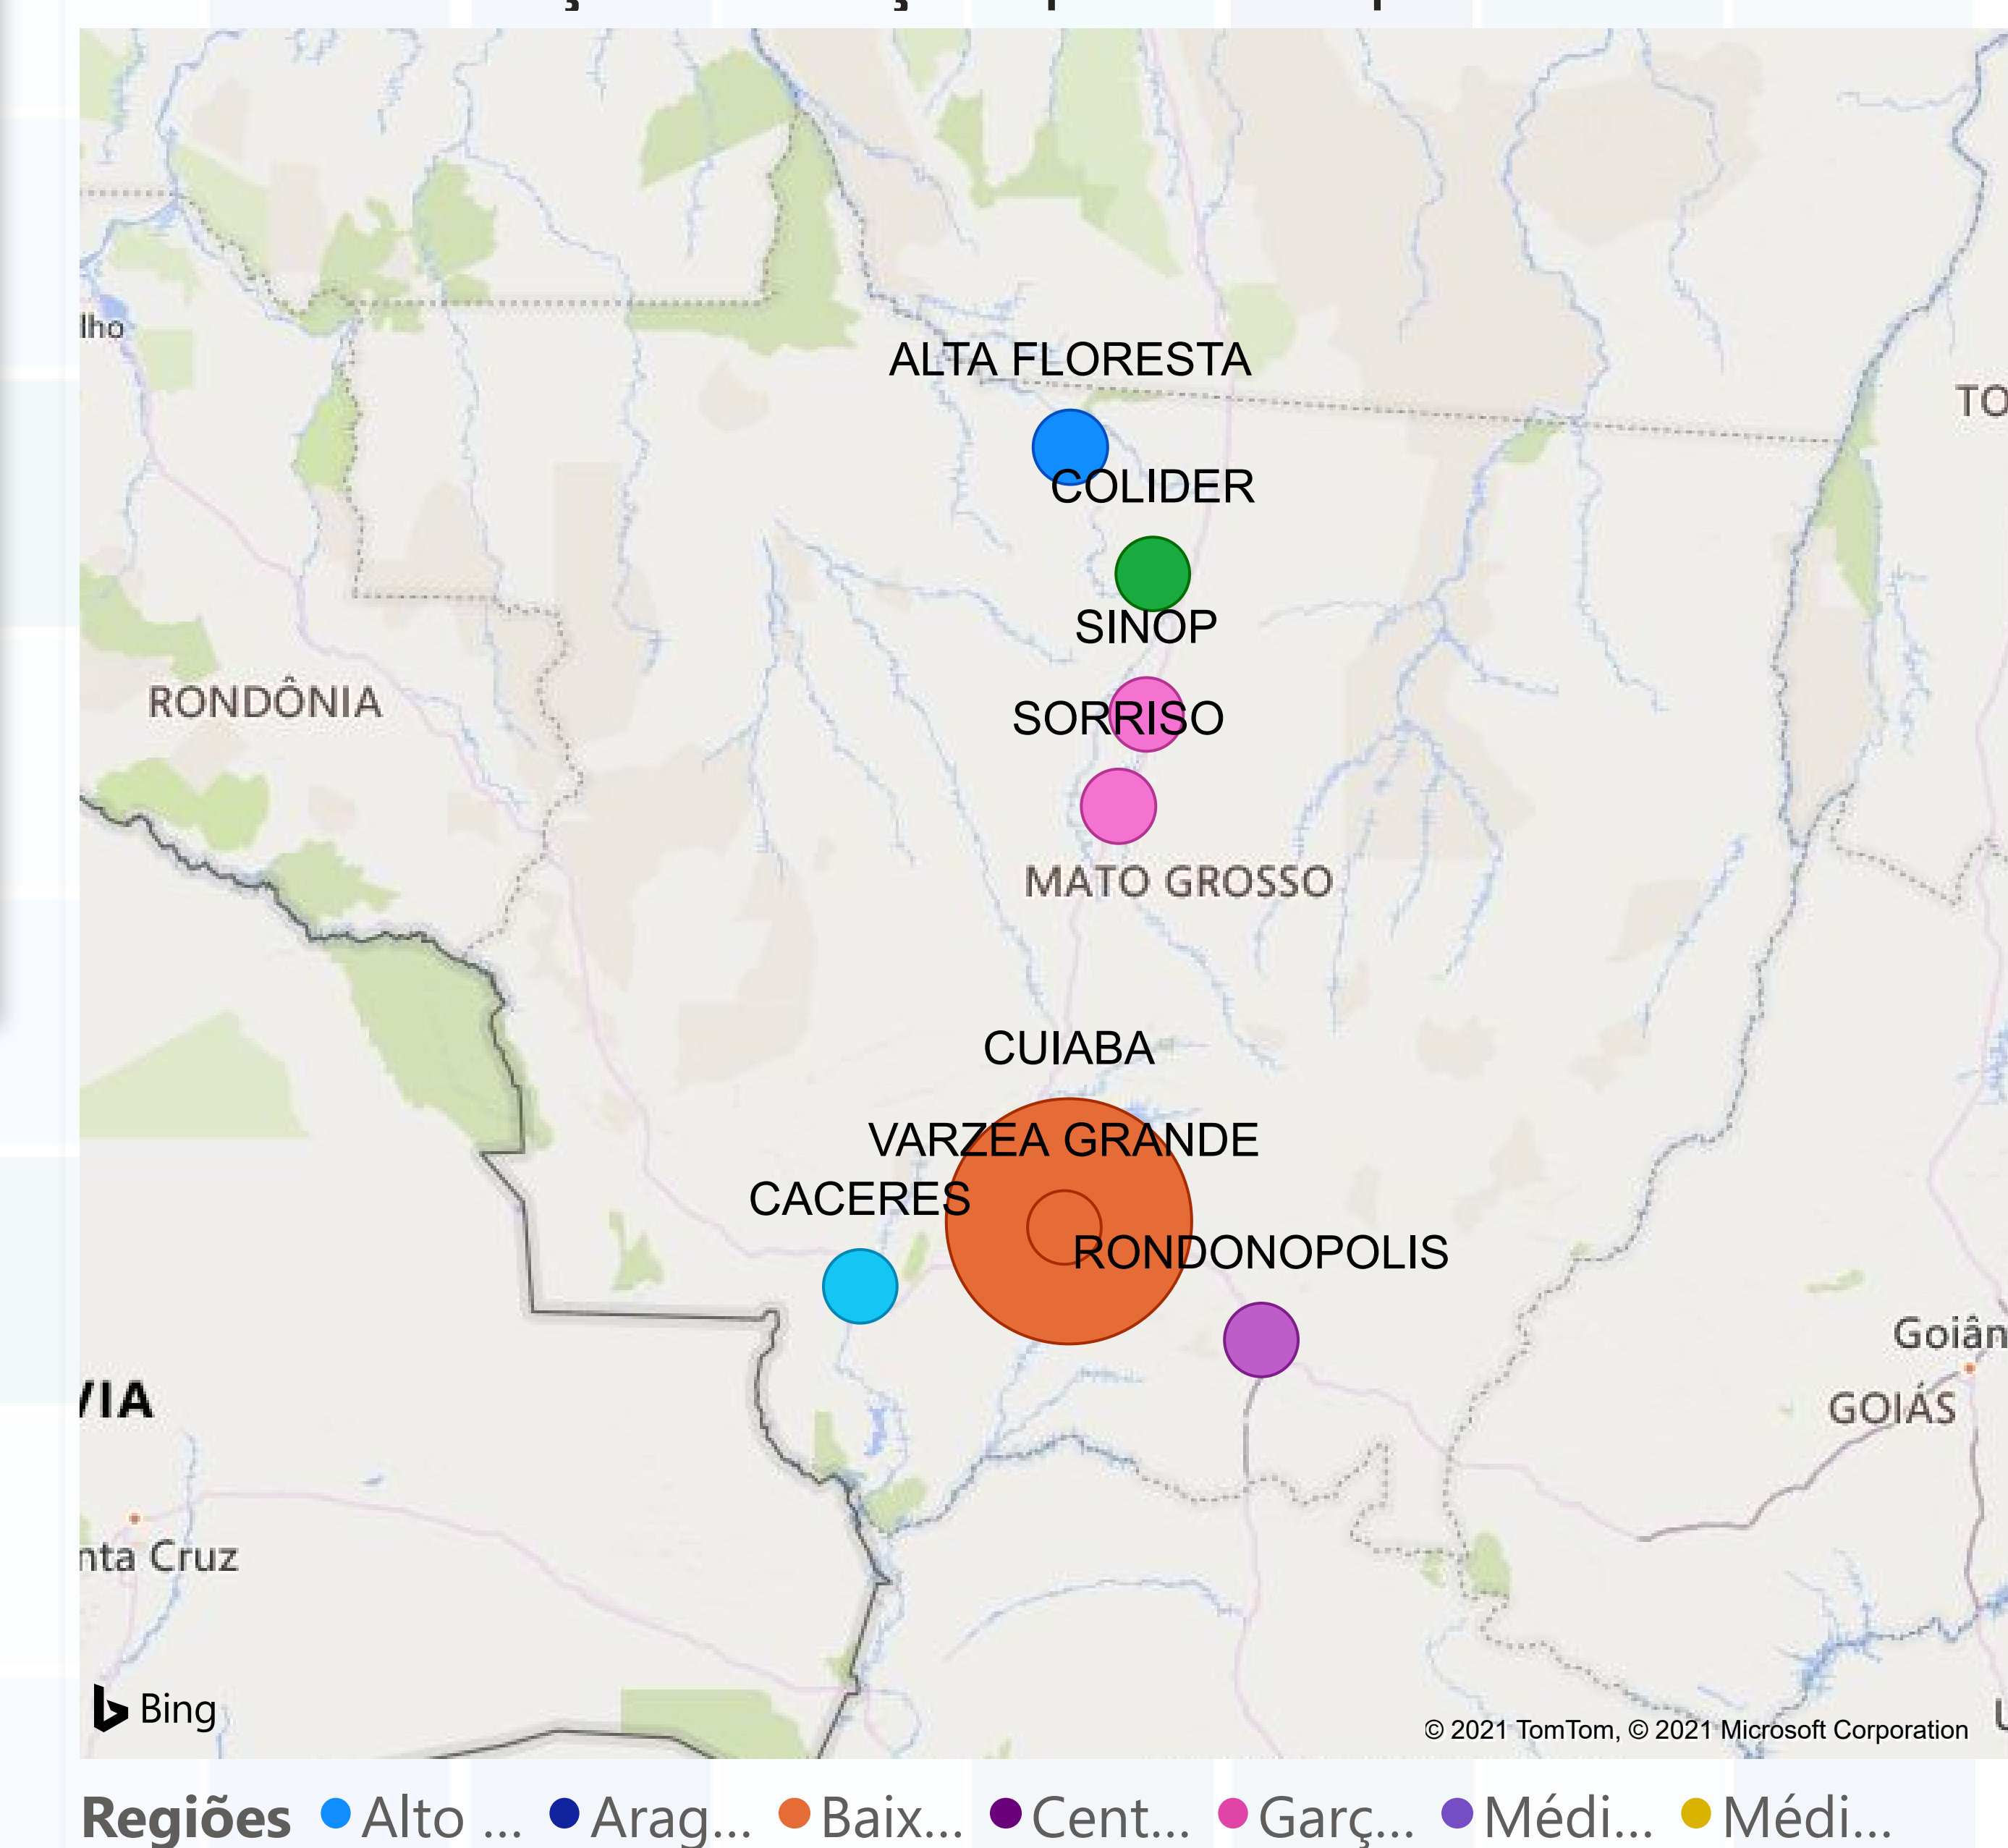 lho
ALTA FLORESTA
TO
COLIDER
SINOP
RONDÔNIA
SORRISO
MATO GROSSO
CUIABA
VARZEA GRANDE
CACERES
RONDONOPOLIS
Goiân
VIA
GOIÁS
nta Cruz
Bing
© 2021 TomTom, © 2021 Microsoft Corporation
Regiões Alto ... Arag... Baix... Cent... Garç... Médi... Médi...